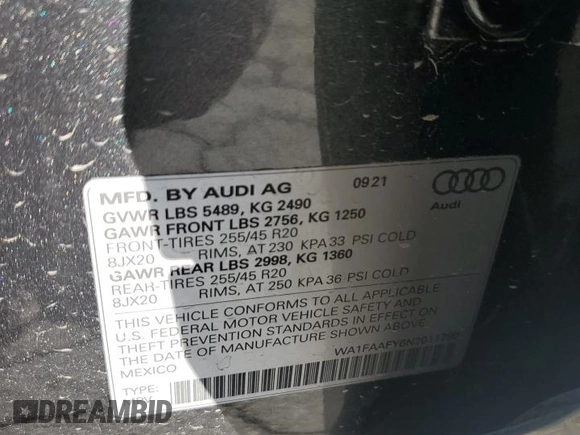 MFD. BY AUDI AG 09 21
Audi
GVWR LBS 5489, KG 2490
GAWR FRONT LBS 2756, KG 1250
FRONT-TIRES 255/45 R20
8JX20 RIMS, AT 230 KPA 33 PSI COLD
GAWR REAR LBS 2998, KG 1360
REAR-TIRES 255/45 R20
8JX20 RIMS, AT 250 KPA 36 PSI COLD
THIS VEHICLE CONFORMS TO ALL APPLICABLE
U.S. FEDERAL MOTOR VEHICLE SAFETY AND
THEFT PREVENTION STANDARDS IN EFFECT ON
THE DATE OF MANUFACTURE SHOWN ABOVE.
MEXICO
TYPE:
MPV
DREAMBID